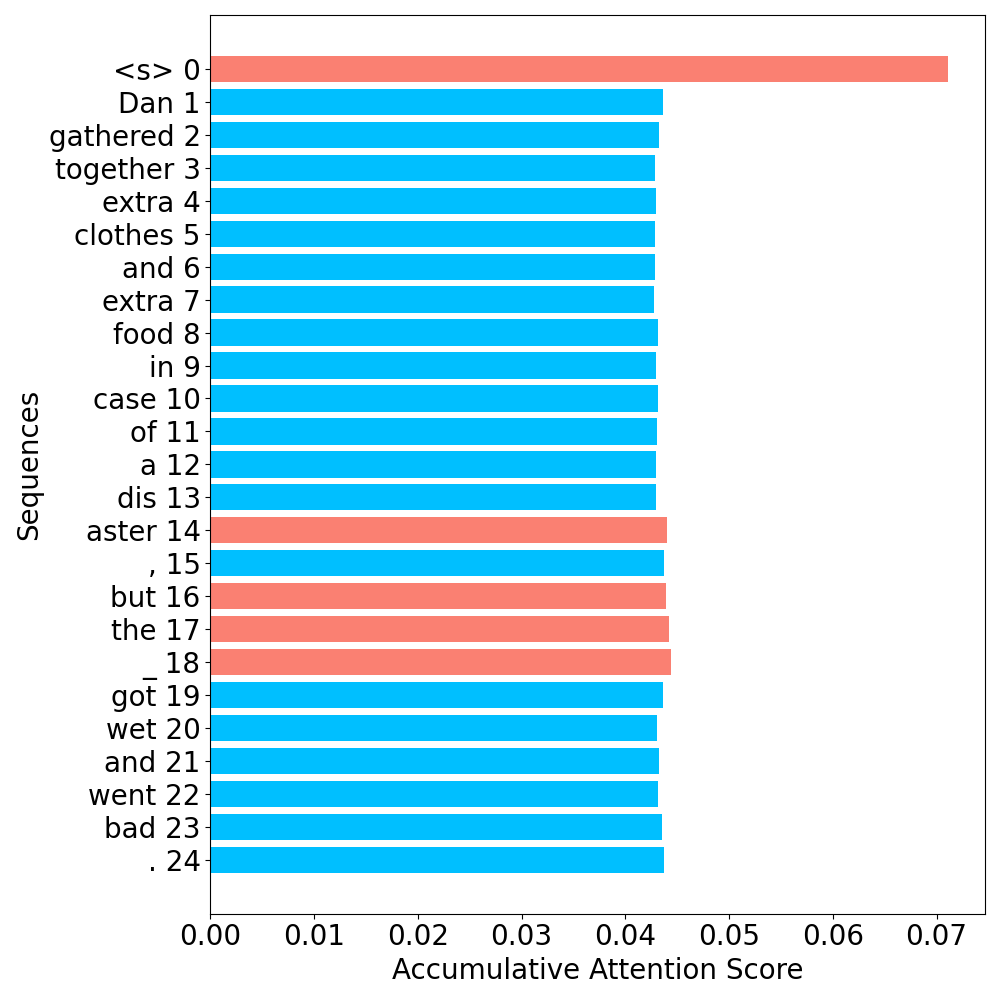 <s> 0
Dan 1
gathered 2
together 3
extra 4
clothes 5
and 6
extra 7
food 8
in 9
case 10
of 11
a 12
dis 13
aster 14
, 15
but 16
the 17
_ 18
got 19
wet 20
and 21
went 22
bad 23
. 24
Sequences
0.00 0.01 0.02 0.03 0.04 0.05 0.06 0.07
Accumulative Attention Score